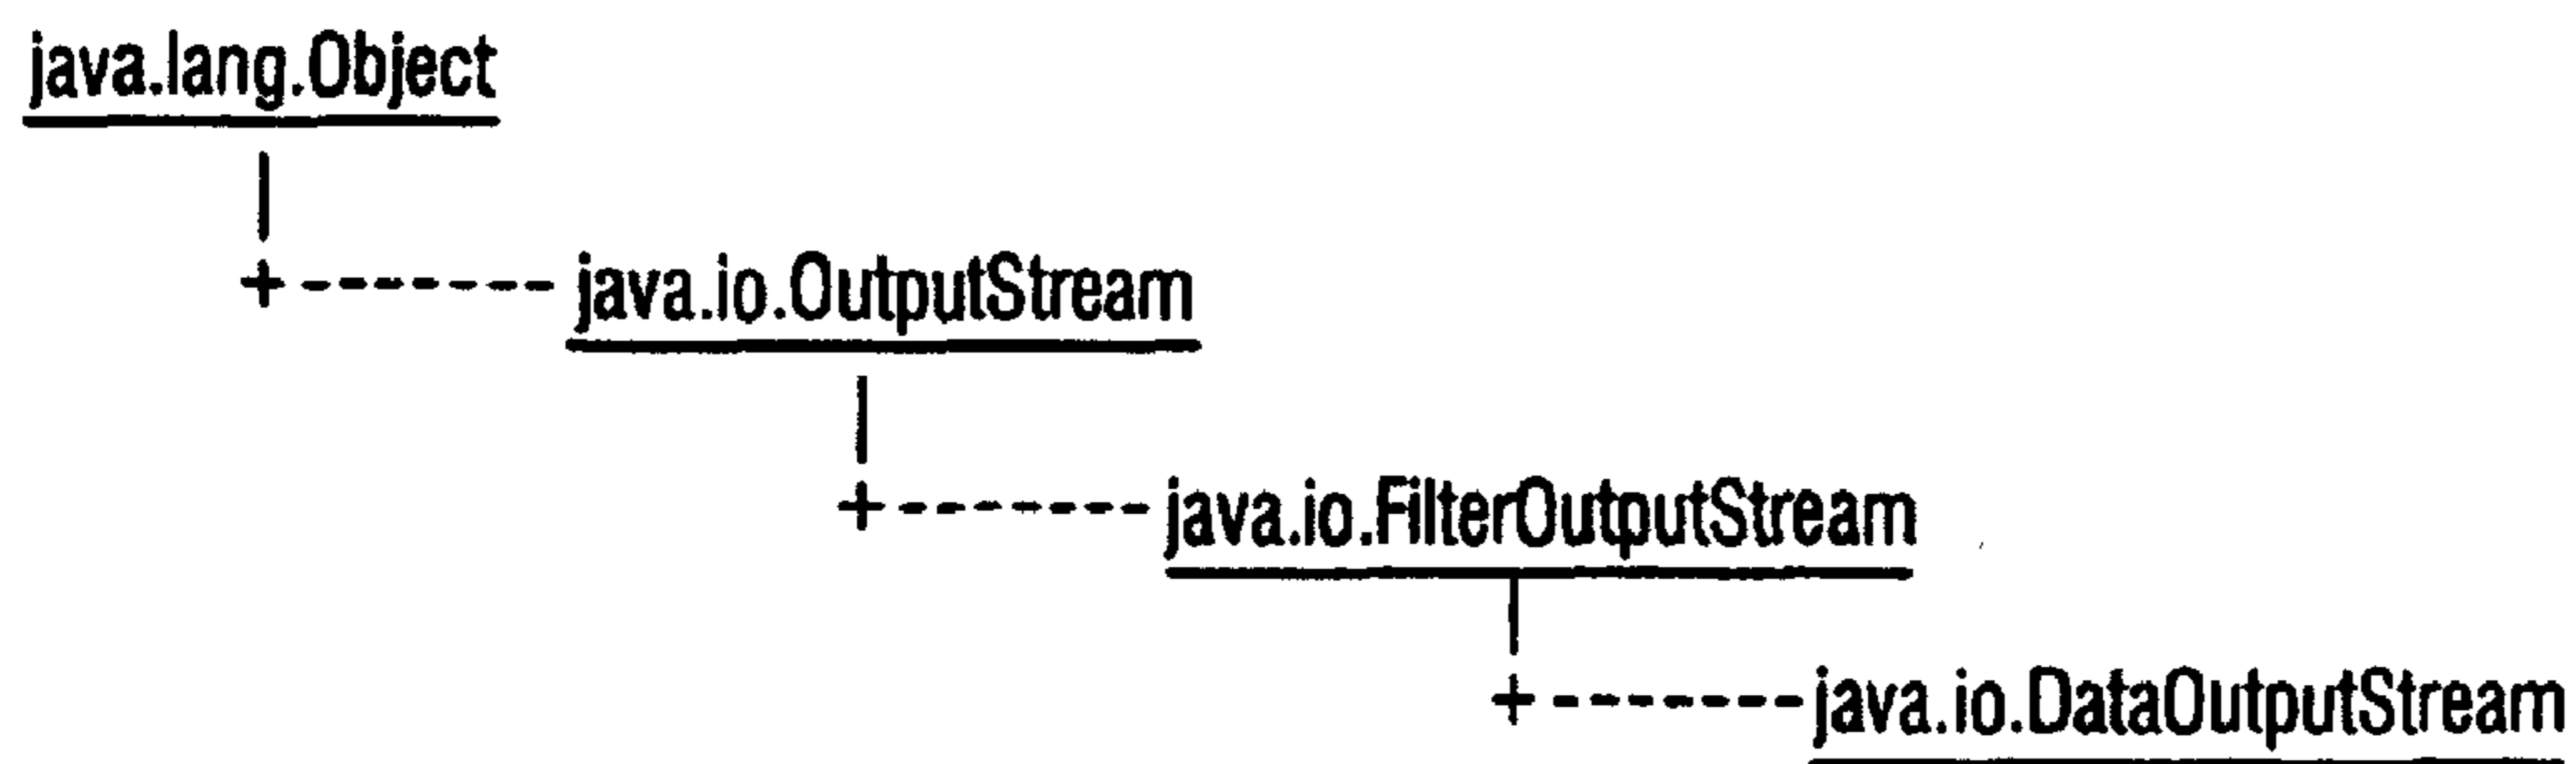 java.lang.Object
|
+-------java.io.OutputStream
|
+-------java.io.FilterOutputStream
|
+-------java.io.DataOutputStream